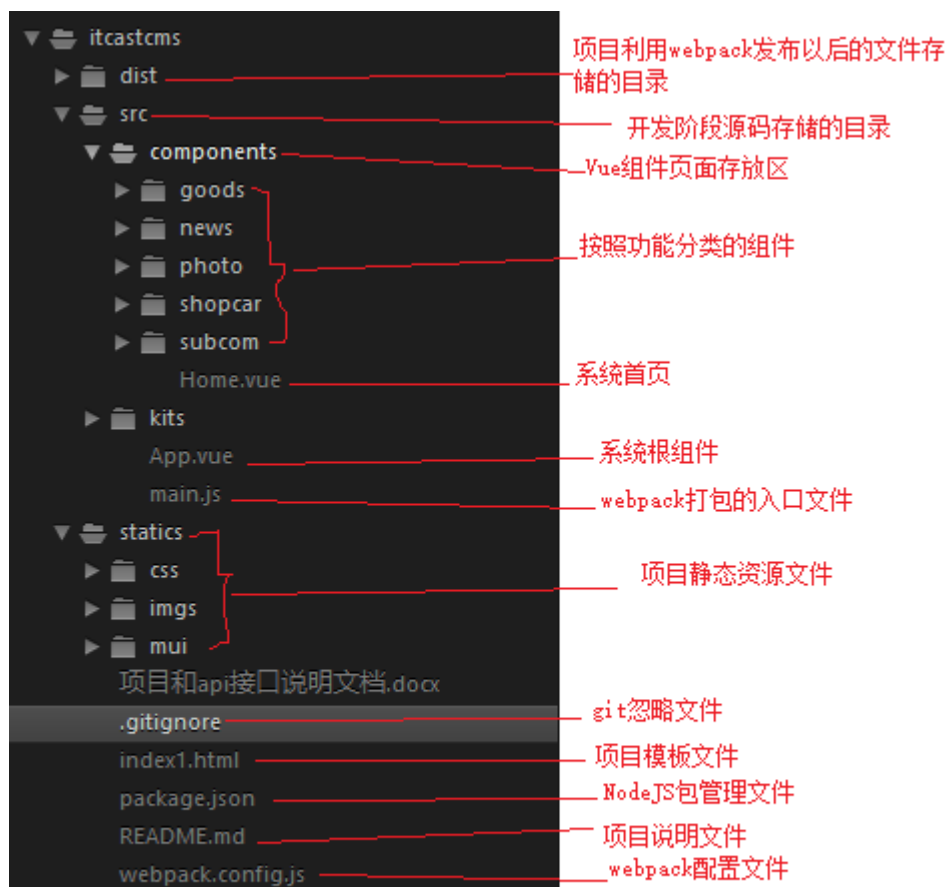 itcastcms
项目利用webpack发布以后的文件存
储的目录
dist
src
开发阶段源码存储的目录
components
Vue组件页面存放区
goods
news
按照功能分类的组件
photo
shopcar
subcom
Home.vue
系统首页
kits
App.vue
系统根组件
main.js
webpack打包的入口文件
statics
css
项目静态资源文件
imgs
mui
项目和api接口说明文档.docx
.gitignore
git忽略文件
index1.html
项目模板文件
package.json
NodeJS包管理文件
README.md
项目说明文件
webpack.config.js
webpack配置文件